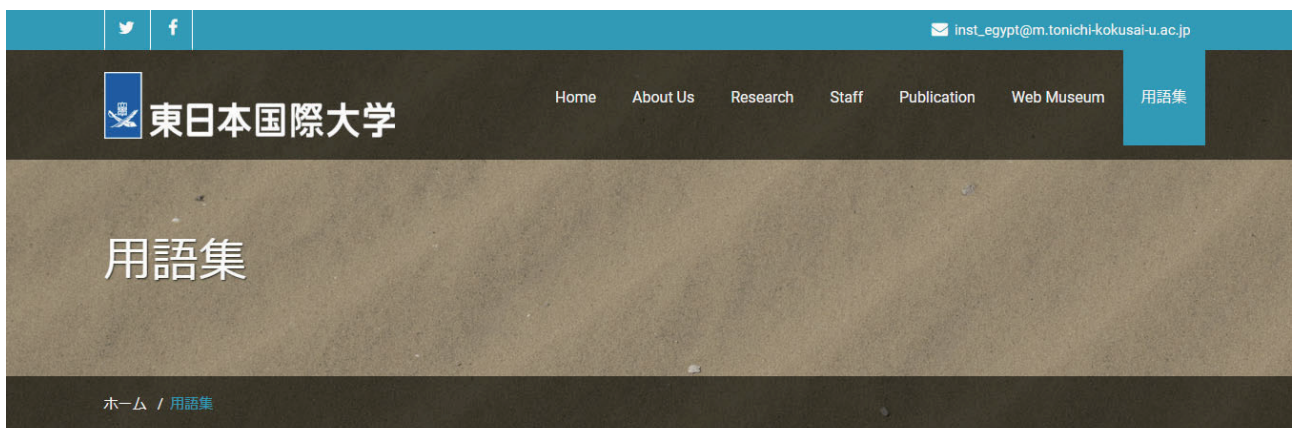 inst_egypt@m.tonichi-kokusai-u.ac.jp
東日本国際大学
Home About Us Research Staff Publication Web Museum 用語集
用語集
ホーム / 用語集